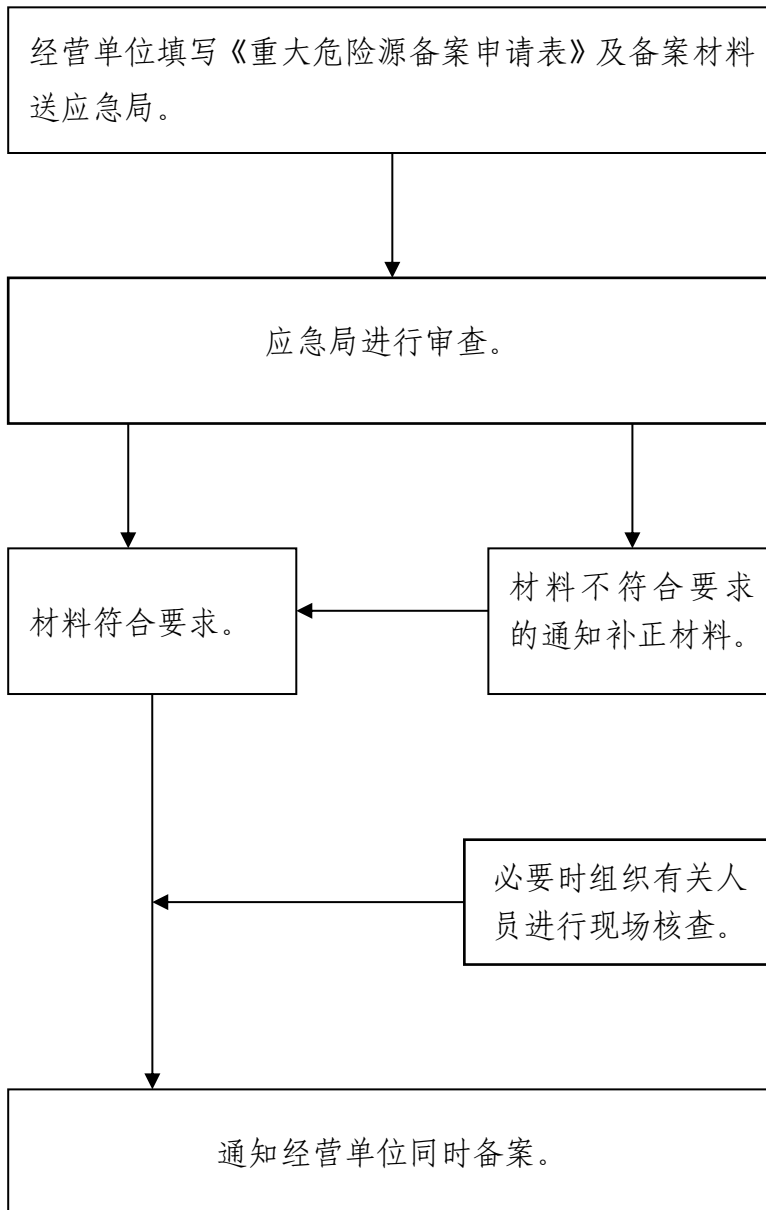 经营单位填写《重大危险源备案申请表》及备案材料
送应急局。
应急局进行审查。
材料符合要求。
材料不符合要求
的通知补正材料。
必要时组织有关人
员进行现场核查。
通知经营单位同时备案。